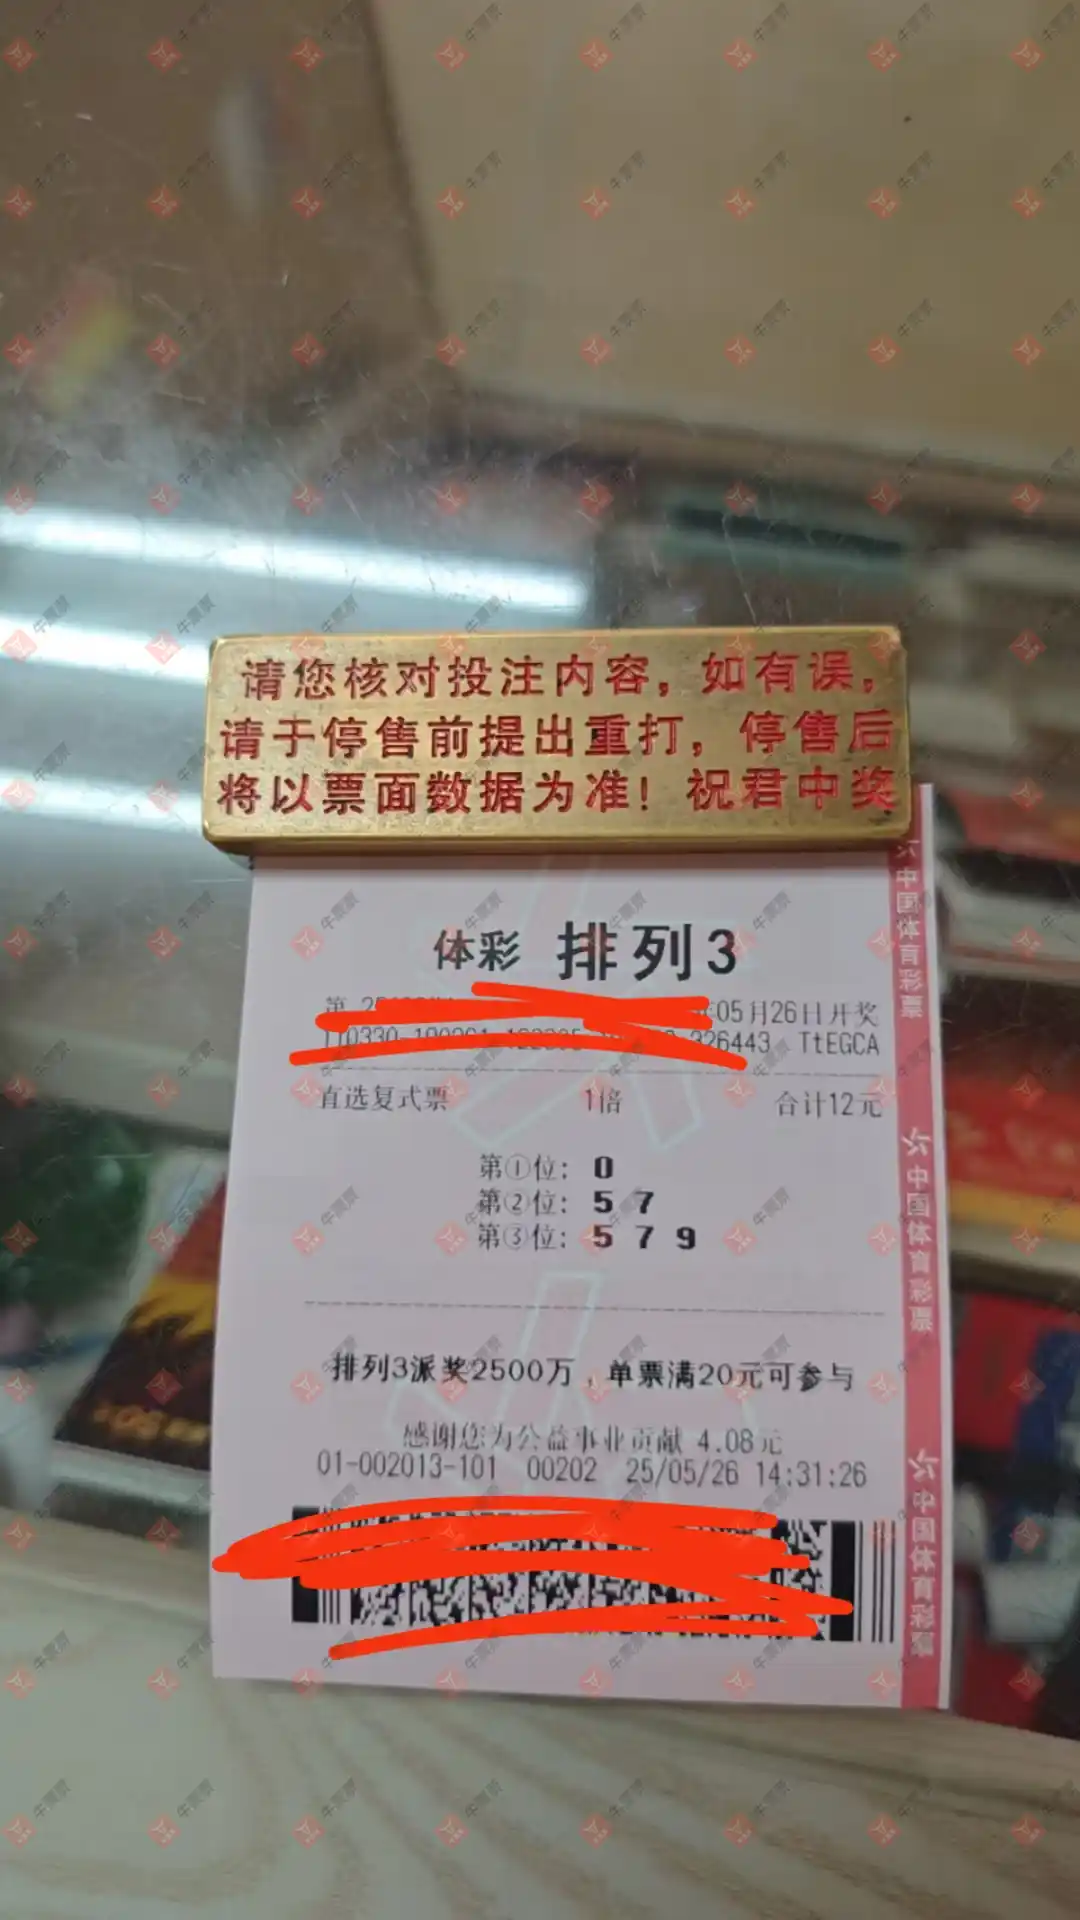 请您核对投注内容，如有误，
请于停售前提出重打，停售后
将以票面数据为准！祝君中奖
体彩 排列3
第 05月26日开奖
326443 TtEGCA
直选复式票 1倍 合计12元
第①位： 0
第②位： 5 7
第③位： 5 7 9
排列3派奖2500万，单票满20元可参与
感谢您为公益事业贡献 4.08元
01-002013-101 00202 25/05/26 14:31:26
中国体育彩票
中国体育彩票
中国体育彩票
牛票票